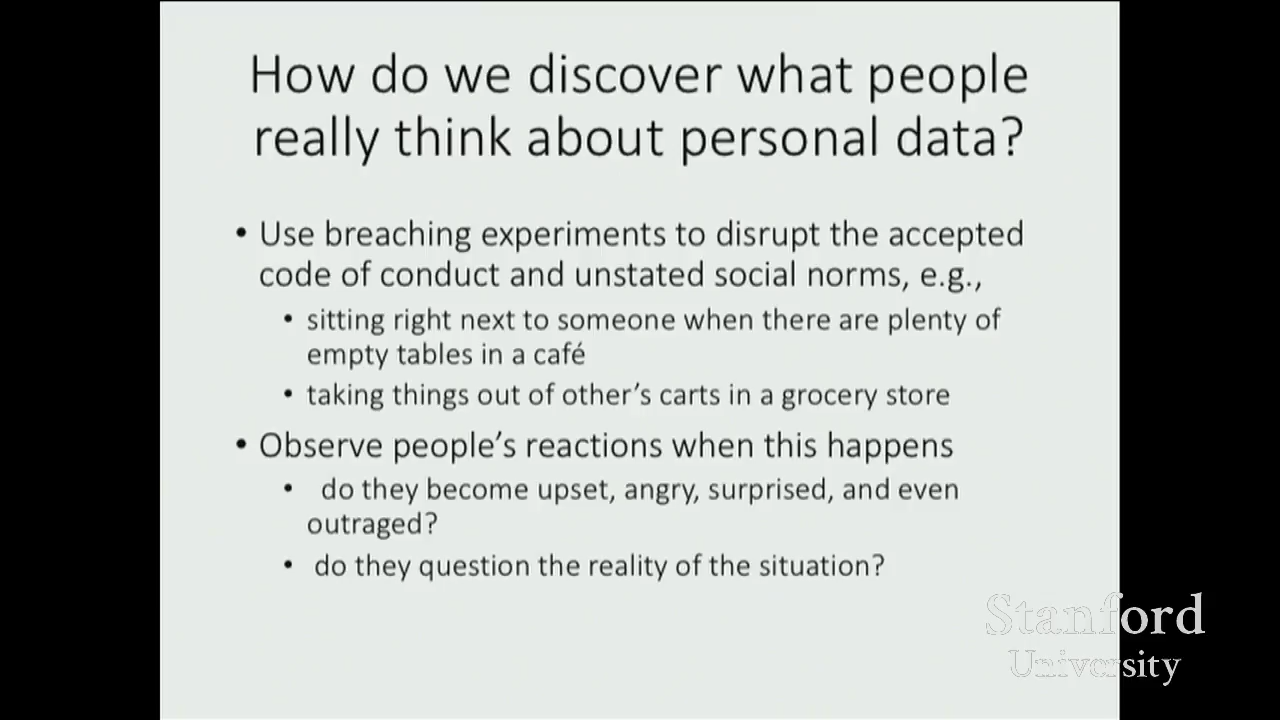 How do we discover what people
really think about personal data?
• Use breaching experiments to disrupt the accepted
code of conduct and unstated social norms, e.g.,
• sitting right next to someone when there are plenty of
empty tables in a café
• taking things out of other’s carts in a grocery store
• Observe people’s reactions when this happens
• do they become upset, angry, surprised, and even
outraged?
• do they question the reality of the situation?
Stanford
University